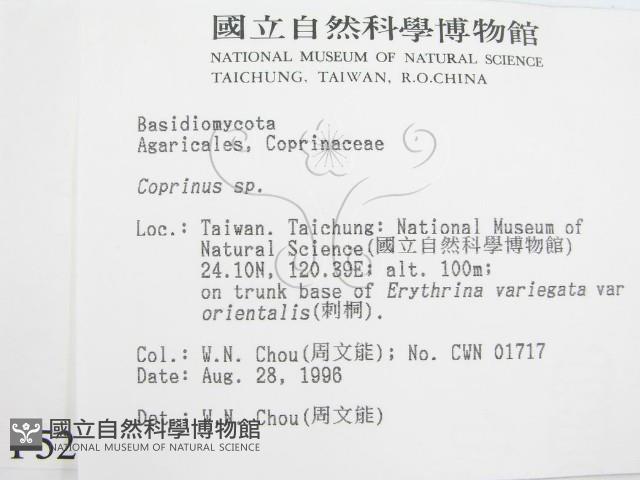 國立自然科學博物館
NATIONAL MUSEUM OF NATURAL SCIENCE
TAICHUNG, TAIWAN, R.O.CHINA
Basidiomycota
Agaricales, Coprinaceae
Coprinus sp.
Loc.: Taiwan. Taichung: National Museum of
Natural Science(國立自然科學博物館)
24.10N, 120.39E; alt. 100m;
on trunk base of Erythrina variegata var
orientalis(刺桐).
Col.: W.N. Chou(周文能); No. CWN 01717
Date: Aug. 28, 1996
Det.: W.N. Chou(周文能)
國立自然科學博物館
NATIONAL MUSEUM OF NATURAL SCIENCE